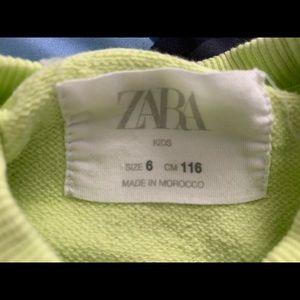 ZARA
KIDS
SIZE 6 CM 116
MADE IN MOROCCO